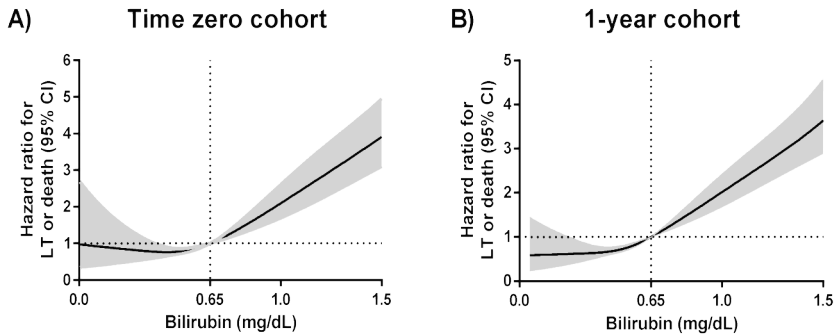 A) Time zero cohort
Hazard ratio for
LT or death (95% CI)
6
5
4
3
2
1
0
0.0 0.65 1.0 1.5
Bilirubin (mg/dL)
B) 1-year cohort
Hazard ratio for
LT or death (95% CI)
5
4
3
2
1
0
0.0 0.65 1.0 1.5
Bilirubin (mg/dL)